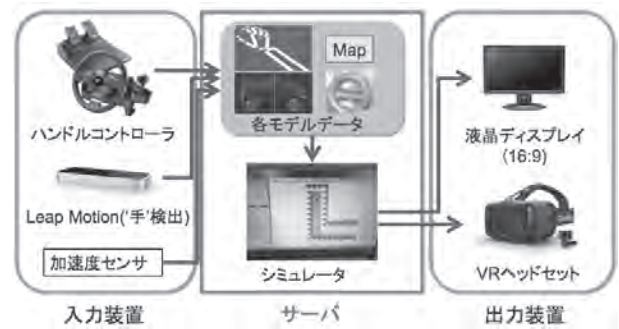 ハンドルコントローラ
Leap Motion('手'検出)
加速度センサ
入力装置
Map
各モデルデータ
シミュレータ
サーバ
液晶ディスプレイ
(16:9)
VRヘッドセット
出力装置